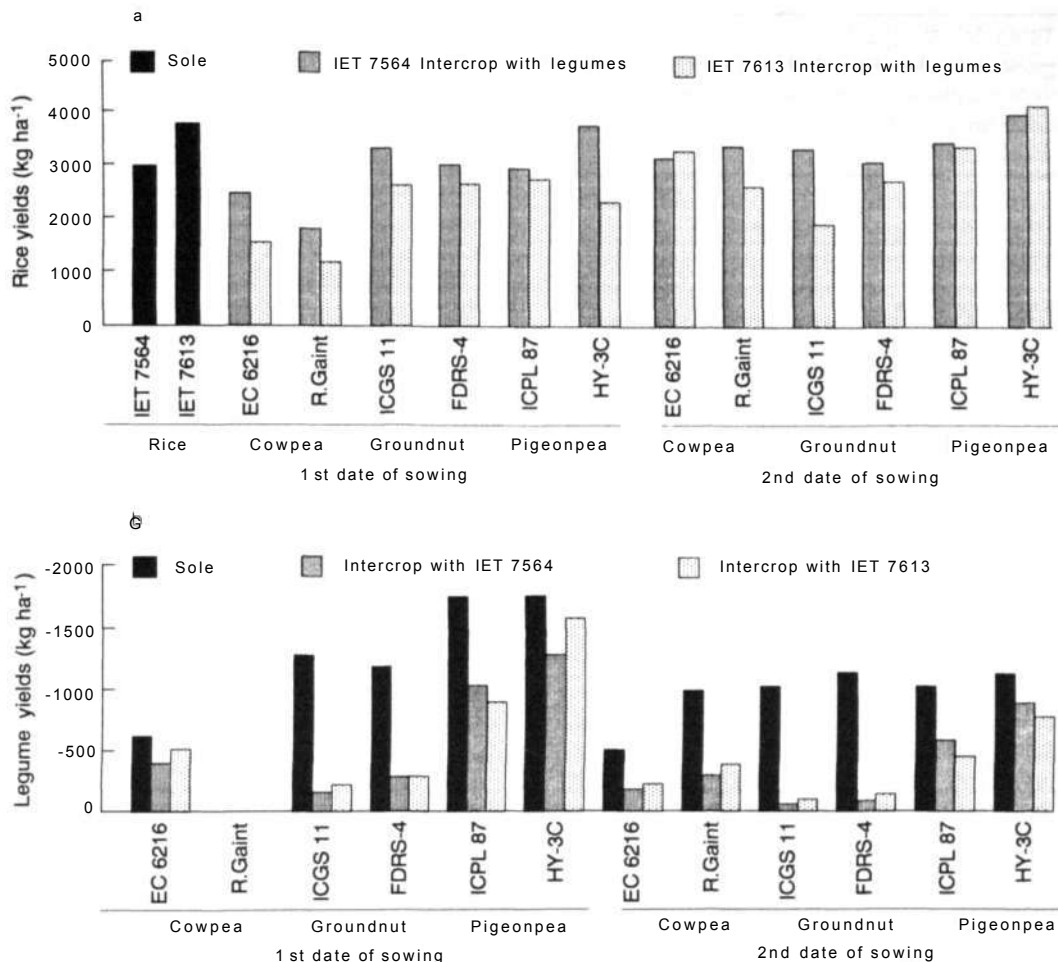 a
5000
Sole
IET 7564 Intercrop with legumes
IET 7613 Intercrop with legumes
4000
3000
2000
1000
0
Rice yields (kg ha⁻¹)
IET 7564
IET 7613
EC 6216
R.Gaint
ICGS 11
FDRS-4
ICPL 87
HY-3C
EC 6216
R.Gaint
ICGS 11
FDRS-4
ICPL 87
HY-3C
Rice
Cowpea
Groundnut
Pigeonpea
Cowpea
Groundnut
Pigeonpea
1st date of sowing
2nd date of sowing
-2000
Sole
Intercrop with IET 7564
Intercrop with IET 7613
-1500
-1000
-500
0
Legume yields (kg ha⁻¹)
EC 6216
R.Gaint
ICGS 11
FDRS-4
ICPL 87
HY-3C
EC 6216
R.Gaint
ICGS 11
FDRS-4
ICPL 87
HY-3C
Cowpea
Groundnut
Pigeonpea
Cowpea
Groundnut
Pigeonpea
1st date of sowing
2nd date of sowing